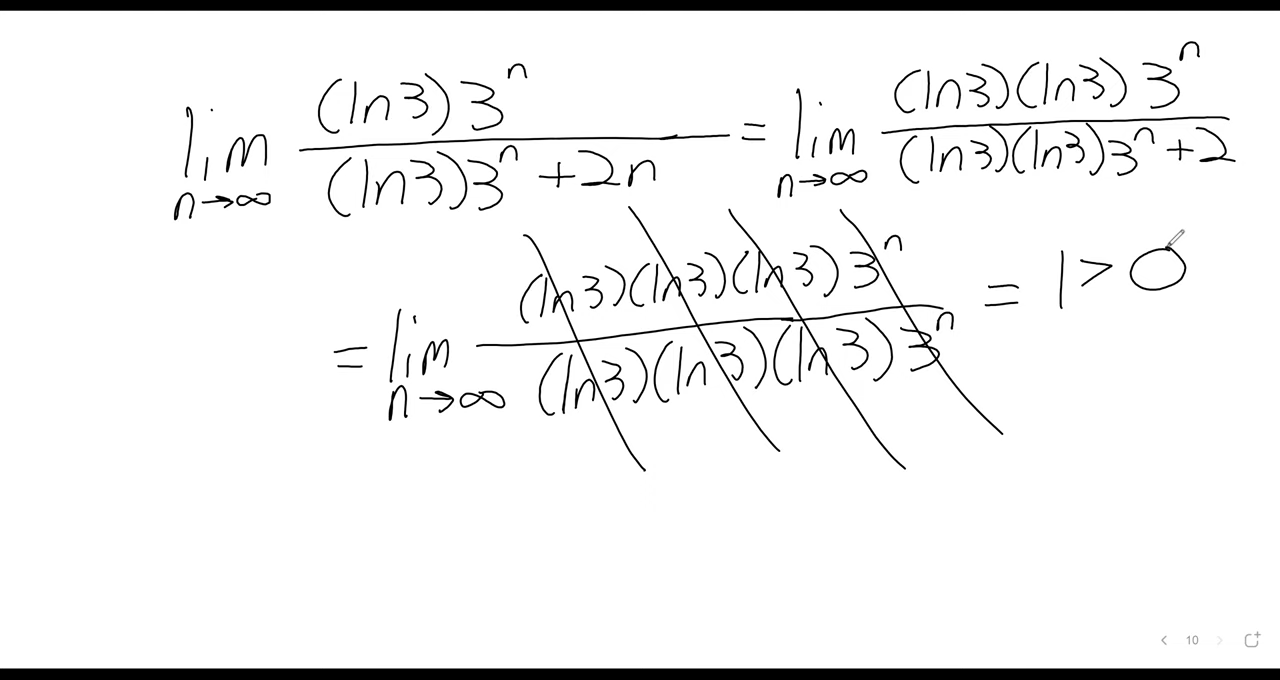 lim n→∞ (ln3)3^n / (ln3)3^n + 2n = lim n→∞ (ln3)(ln3)3^n / (ln3)(ln3)3^n + 2
= lim n→∞ (ln3)(ln3)(ln3)3^n / (ln3)(ln3)(ln3)3^n = 1 > 0
< 10 >